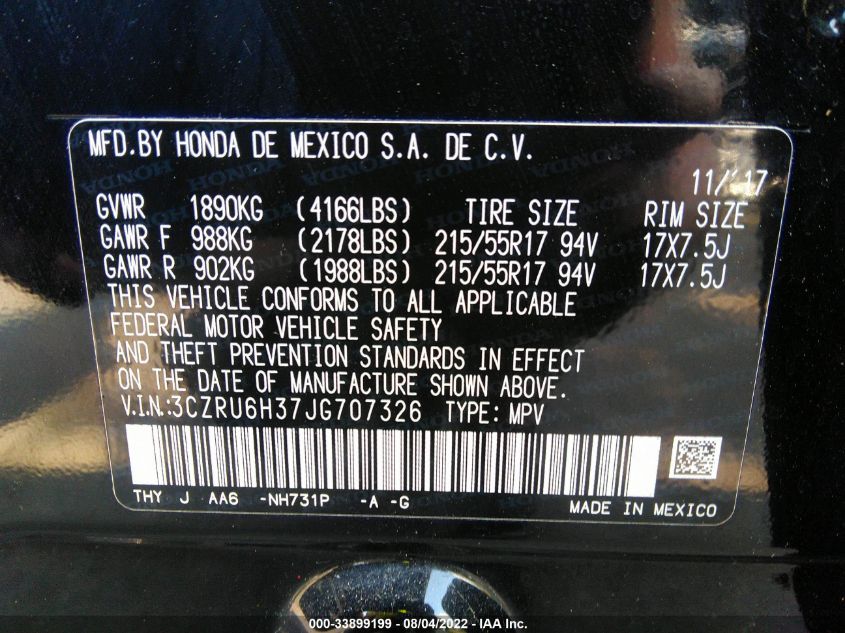 MFD.BY HONDA DE MEXICO S.A. DE C.V.
11/'17
GVWR 1890KG (4166LBS) TIRE SIZE RIM SIZE
GAWR F 988KG (2178LBS) 215/55R17 94V 17X7.5J
GAWR R 902KG (1988LBS) 215/55R17 94V 17X7.5J
THIS VEHICLE CONFORMS TO ALL APPLICABLE
FEDERAL MOTOR VEHICLE SAFETY
AND THEFT PREVENTION STANDARDS IN EFFECT
ON THE DATE OF MANUFACTURE SHOWN ABOVE.
V.I.N.:3CZRU6H37JG707326 TYPE: MPV
THY J AA6 -NH731P -A -G
MADE IN MEXICO
000-33899199 - 08/04/2022 - IAA Inc.